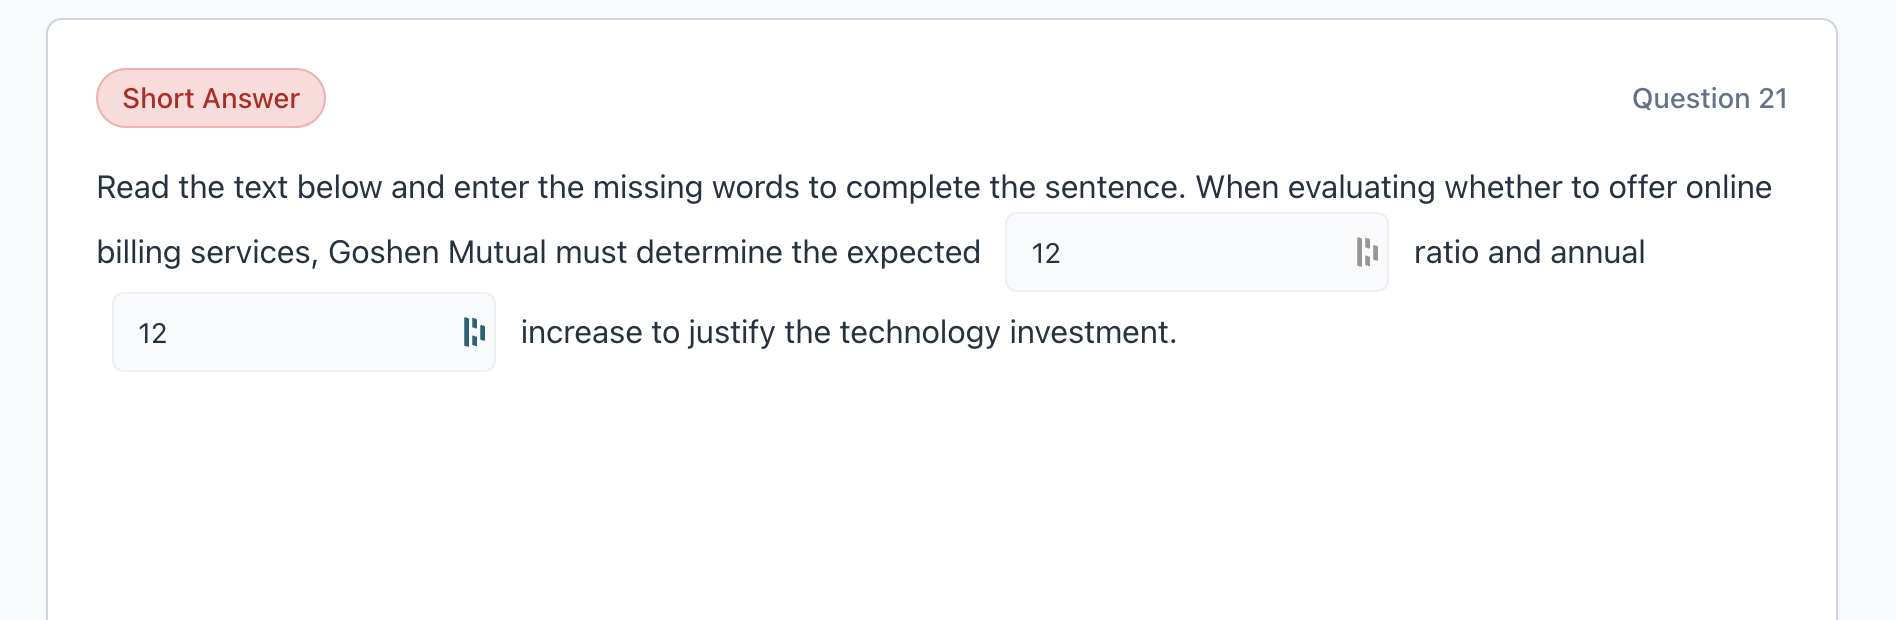 Short Answer
Question 21
Read the text below and enter the missing words to complete the sentence. When evaluating whether to offer online
billing services, Goshen Mutual must determine the expected 12 ratio and annual
12 increase to justify the technology investment.